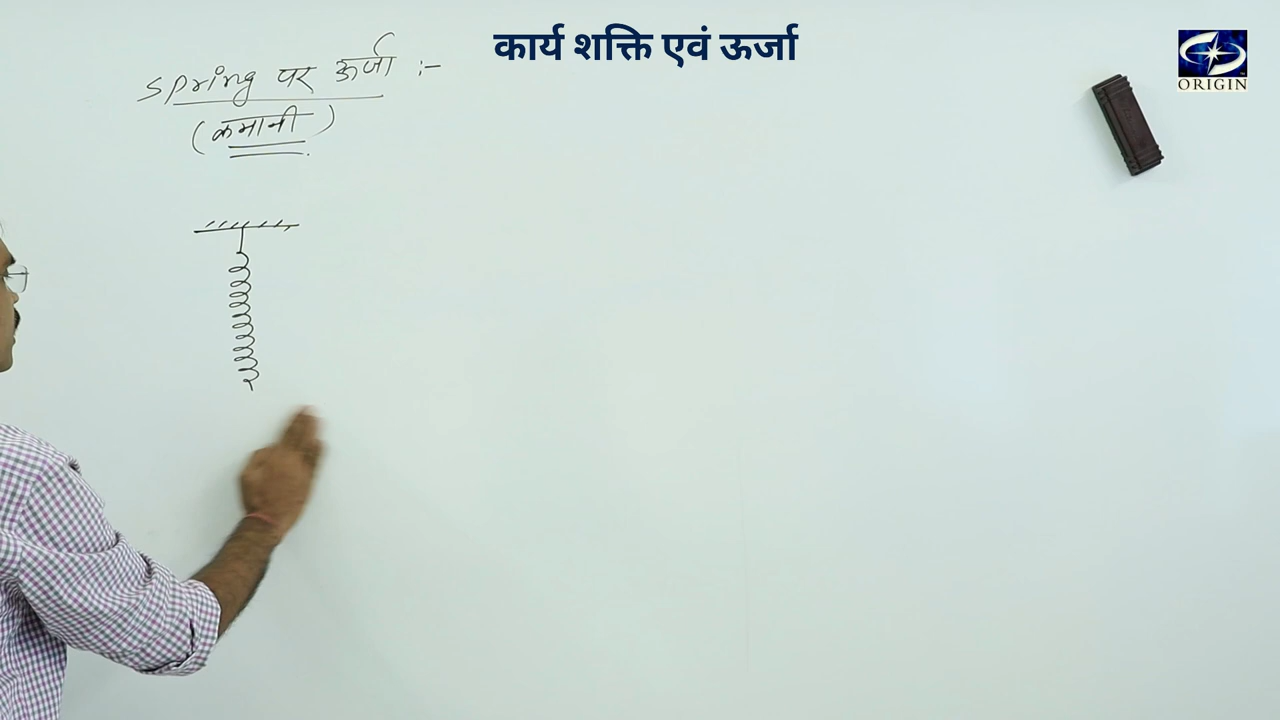 कार्य शक्ति एवं ऊर्जा
ORIGIN
spring पर ऊर्जा :-
(कमानी)